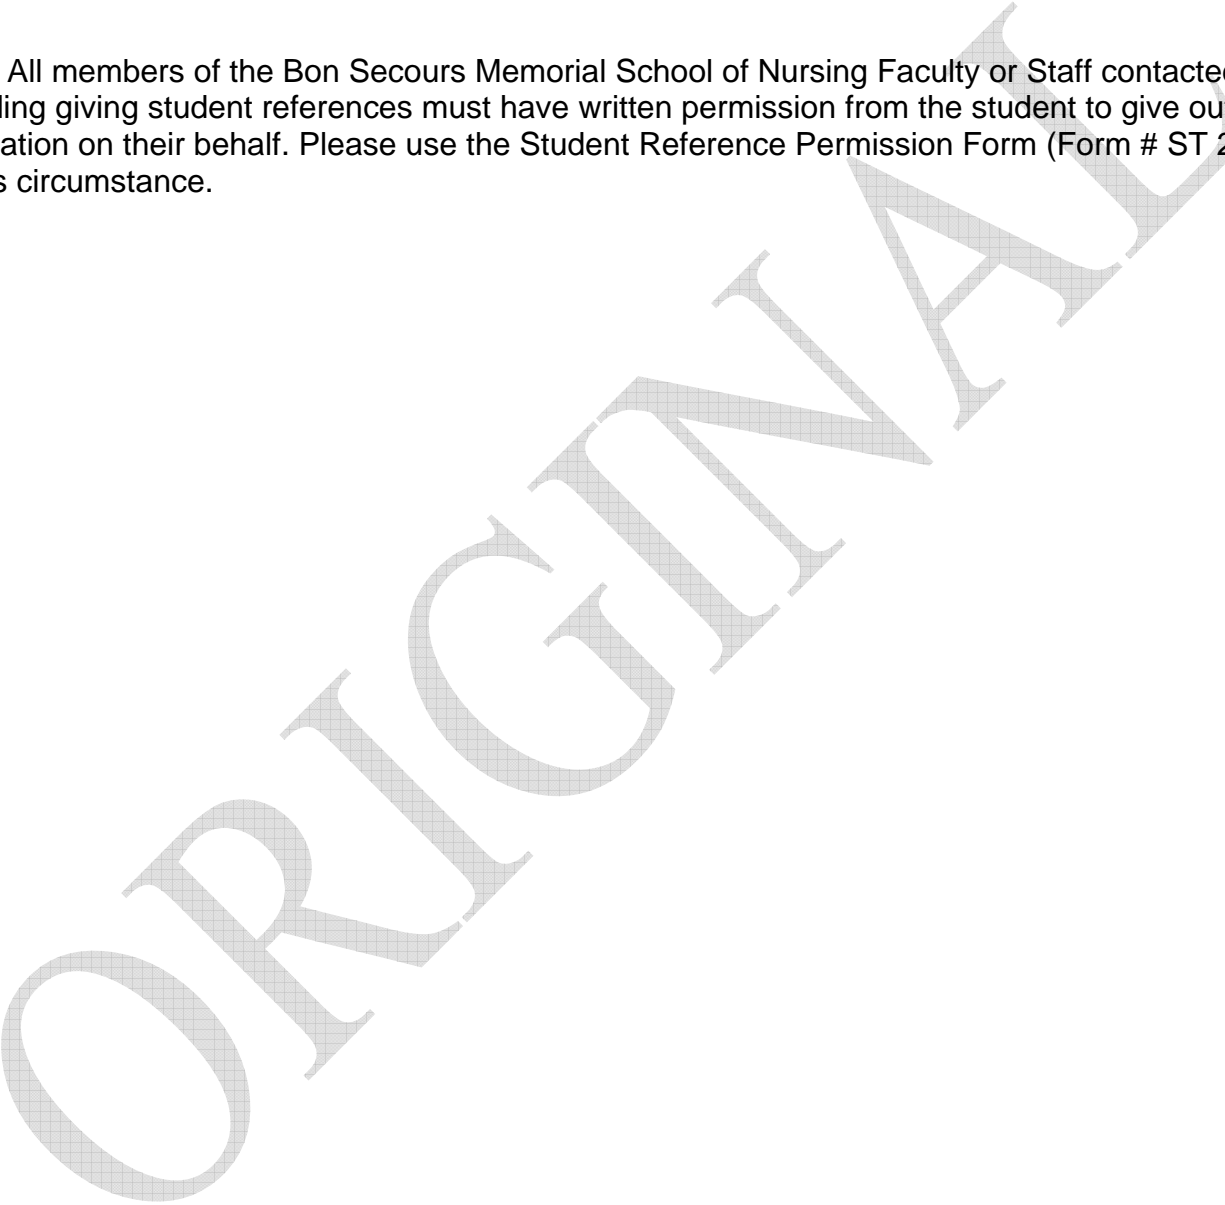 All members of the Bon Secours Memorial School of Nursing Faculty or Staff contacted
ling giving student references must have written permission from the student to give ou
ation on their behalf. Please use the Student Reference Permission Form (Form # ST 2
s circumstance.
ORIGINAL